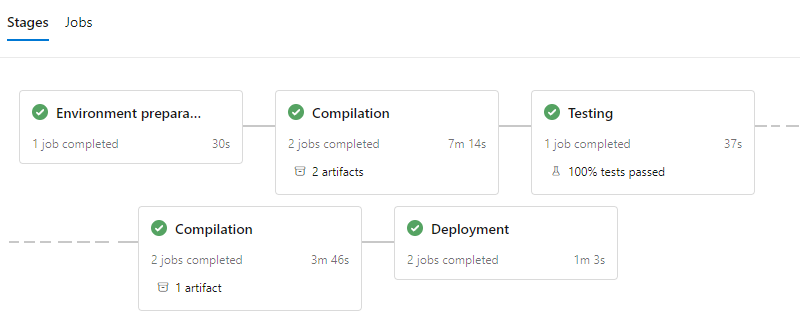 Stages Jobs
Environment prepara... Compilation Testing
1 job completed 30s 2 jobs completed 7m 14s 1 job completed 37s
2 artifacts 100% tests passed
Compilation Deployment
2 jobs completed 3m 46s 2 jobs completed 1m 3s
1 artifact